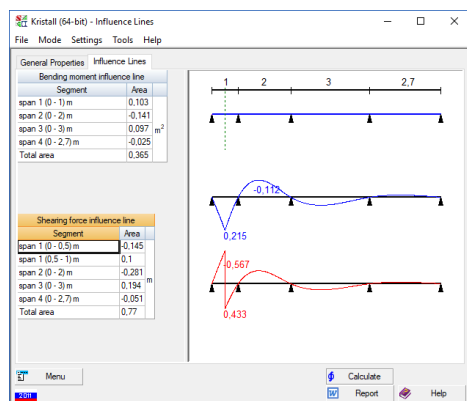 Kristall (64-bit) - Influence Lines
File Mode Settings Tools Help
General Properties Influence Lines
Bending moment influence line
Segment Area
span 1 (0 - 1) m 0,103
span 2 (0 - 2) m -0,141
span 3 (0 - 3) m 0,097
span 4 (0 - 2,7) m -0,025
m²
Total area 0,365
Shearing force influence line
Segment Area
span 1 (0 - 0,5) m -0,145
span 1 (0,5 - 1) m 0,1
span 2 (0 - 2) m -0,281
span 3 (0 - 3) m 0,194
span 4 (0 - 2,7) m -0,051
m
Total area 0,77
1 2 3 2,7
-0,112
0,215
-0,567
0,433
Menu
Calculate
Report
Help
2011